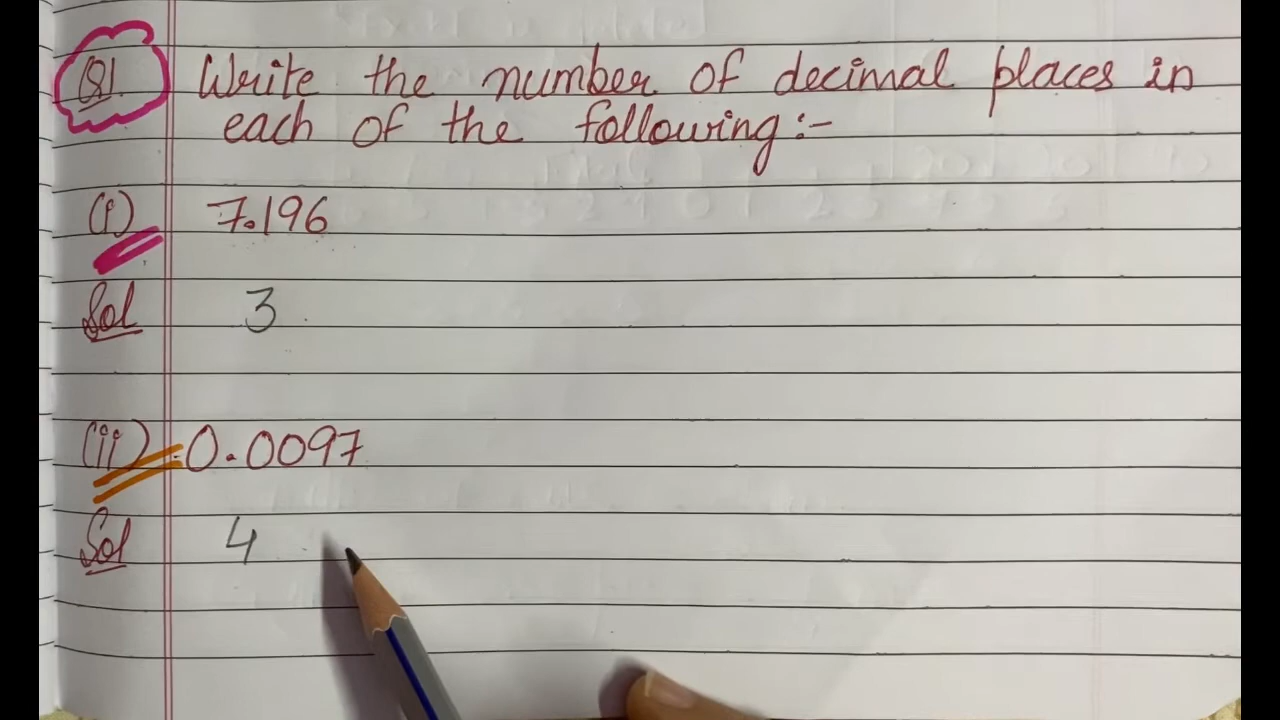 Q1. Write the number of decimal places in
each of the following:-
(i) 7.196
Sol 3
(ii) 0.0097
Sol 4